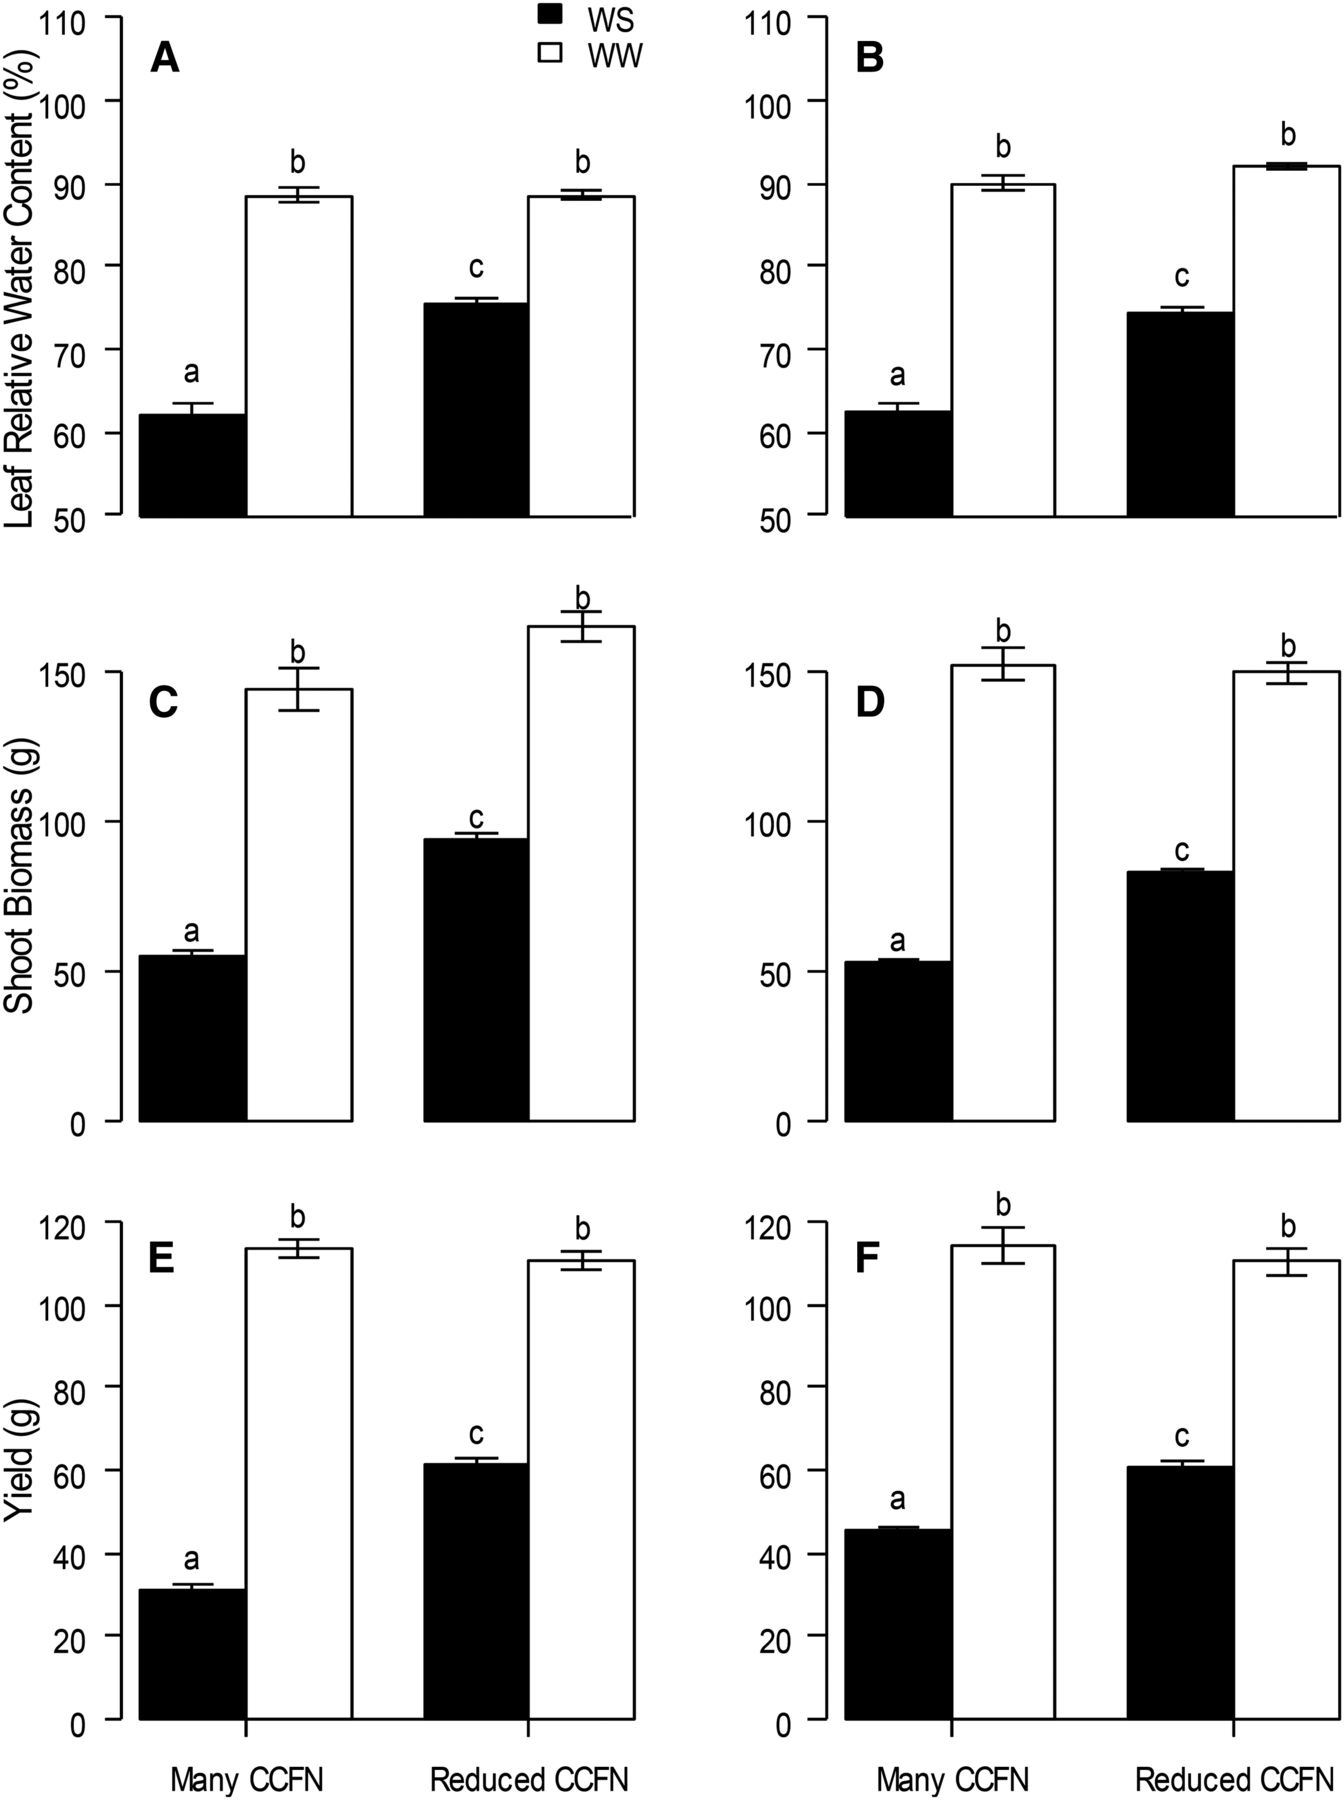 WS
WW
A
Leaf Relative Water Content (%)
110
100
90
80
70
60
50
a
b
c
b
B
110
100
90
80
70
60
50
a
b
c
b
C
Shoot Biomass (g)
150
100
50
0
a
b
c
b
D
150
100
50
0
a
b
c
b
E
Yield (g)
120
100
80
60
40
20
0
a
b
c
b
Many CCFN
Reduced CCFN
F
120
100
80
60
40
20
0
a
b
c
b
Many CCFN
Reduced CCFN